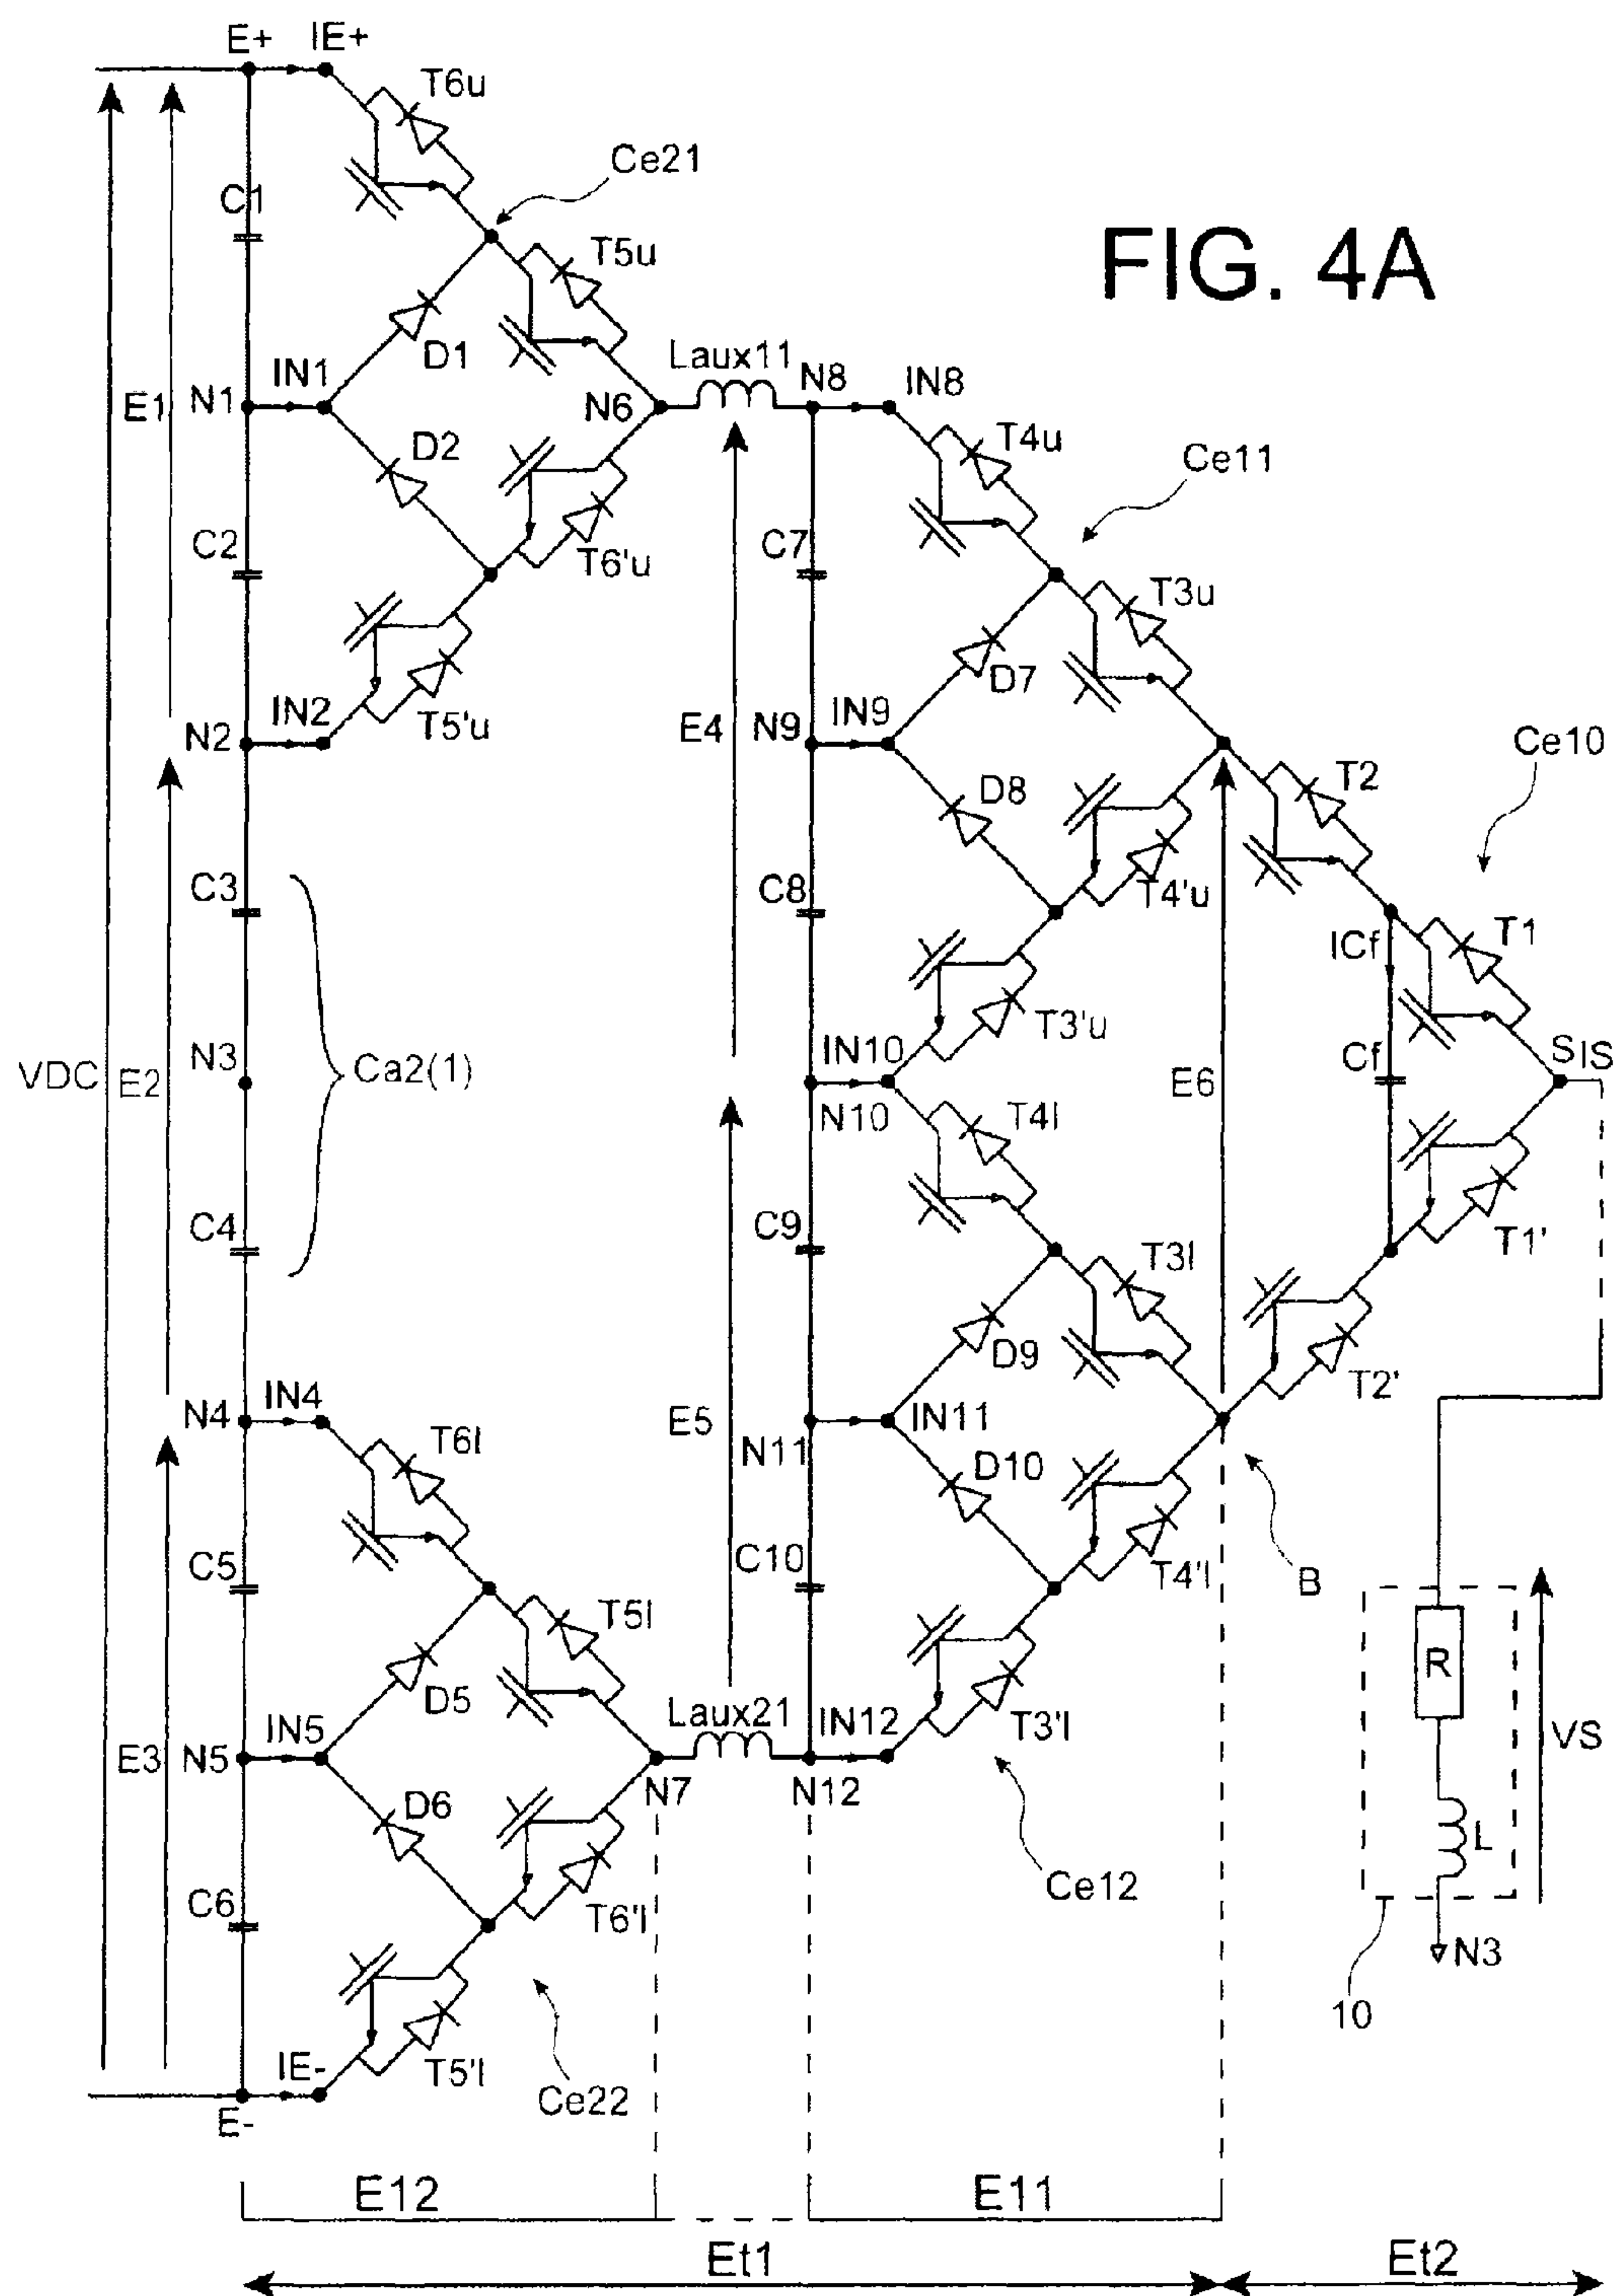 E+ IE+
T6u
Ce21
C1
T5u
FIG. 4A
D1
Laux11
N8
IN8
E1
N1
IN1
N6
D2
T4u
Ce11
C2
T6'u
C7
T3u
D7
N2
IN2
T5'u
E4
N9
IN9
Ce10
D8
T2
C3
C8
T4'u
T1
ICf
T3'u
N3
Ca2(1)
IN10
N10
Cf
S
IS
VDC
E2
E6
T4l
C4
C9
T3l
T1'
D9
T2'
N4
IN4
E5
N11
IN11
T6l
D10
C5
C10
T4'l
B
T5l
D5
Laux21
IN12
T3'l
R
VS
E3
N5
IN5
N7
N12
D6
L
Ce12
C6
T6'l
N3
10
IE-
T5'l
Ce22
E-
E12
E11
Et1
Et2